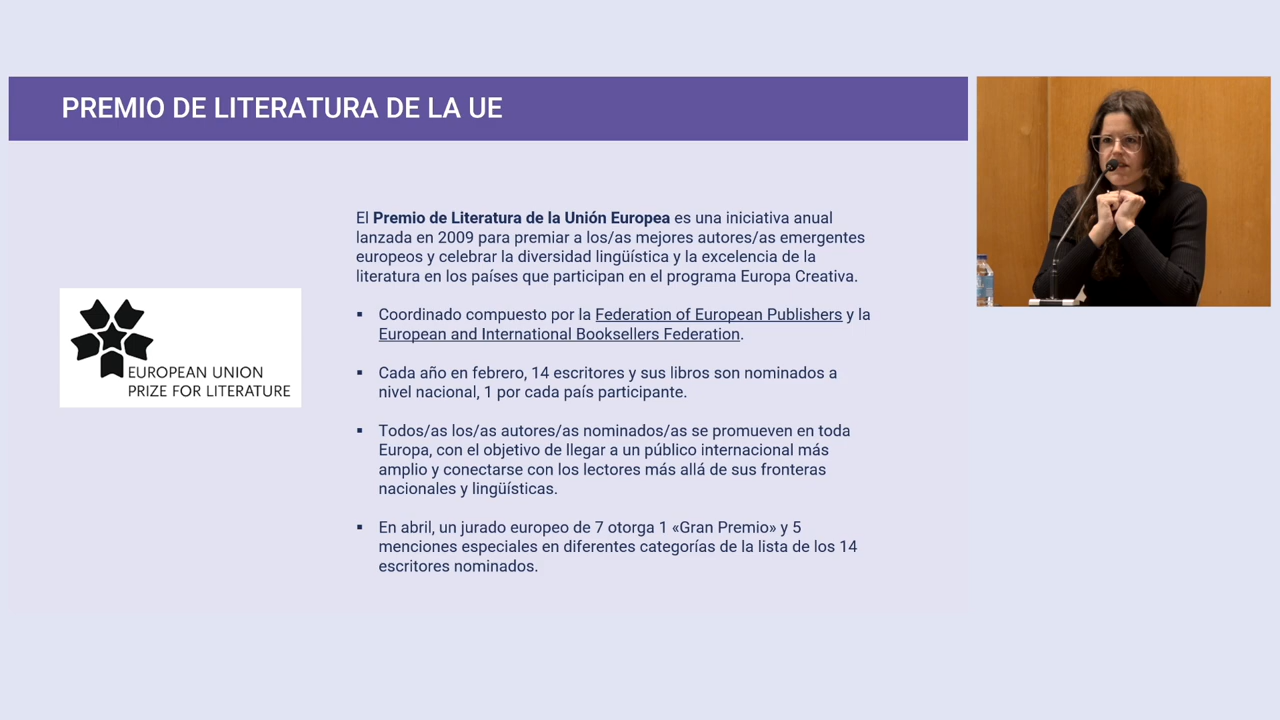 PREMIO DE LITERATURA DE LA UE
El Premio de Literatura de la Unión Europea es una iniciativa anual
lanzada en 2009 para premiar a los/as mejores autores/as emergentes
europeos y celebrar la diversidad lingüística y la excelencia de la
literatura en los países que participan en el programa Europa Creativa.
▪ Coordinado compuesto por la Federation of European Publishers y la
European and International Booksellers Federation.
▪ Cada año en febrero, 14 escritores y sus libros son nominados a
nivel nacional, 1 por cada país participante.
▪ Todos/as los/as autores/as nominados/as se promueven en toda
Europa, con el objetivo de llegar a un público internacional más
amplio y conectarse con los lectores más allá de sus fronteras
nacionales y lingüísticas.
▪ En abril, un jurado europeo de 7 otorga 1 «Gran Premio» y 5
menciones especiales en diferentes categorías de la lista de los 14
escritores nominados.
EUROPEAN UNION
PRIZE FOR LITERATURE